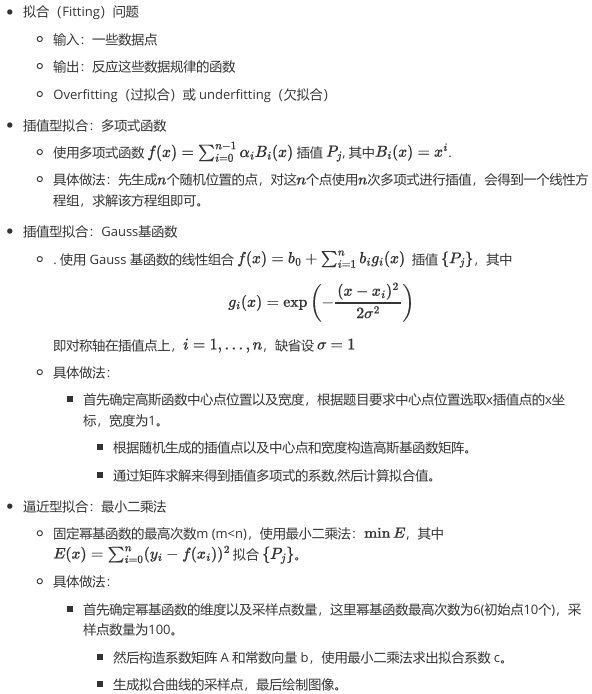 拟合（Fitting）问题
输入：一些数据点
输出：反应这些数据规律的函数
Overfitting（过拟合）或 underfitting（欠拟合）
插值型拟合：多项式函数
使用多项式函数 f(x) = ∑_{i=0}^{n−1} α_i B_i(x) 插值 P_j, 其中B_i(x) = x^i.
具体做法：先生成n个随机位置的点，对这n个点使用n次多项式进行插值，会得到一个线性方
程组，求解该方程组即可。
插值型拟合：Gauss基函数
. 使用 Gauss 基函数的线性组合 f(x) = b_0 + ∑_{i=1}^{n} b_i g_i(x) 插值 {P_j}，其中
g_i(x) = exp(−(x − x_i)^2 / 2σ^2)
即对称轴在插值点上，i = 1, . . . , n，缺省设 σ = 1
具体做法：
首先确定高斯函数中心点位置以及宽度，根据题目要求中心点位置选取x插值点的x坐
标，宽度为1。
根据随机生成的插值点以及中心点和宽度构造高斯基函数矩阵。
通过矩阵求解来得到插值多项式的系数,然后计算拟合值。
逼近型拟合：最小二乘法
固定幂基函数的最高次数m (m<n)，使用最小二乘法：min E，其中
E(x) = ∑_{i=0}^{n} (y_i − f(x_i))^2 拟合 {P_j}。
具体做法：
首先确定幂基函数的维度以及采样点数量，这里幂基函数最高次数为6(初始点10个)，采
样点数量为100。
然后构造系数矩阵 A 和常数向量 b，使用最小二乘法求出拟合系数 c。
生成拟合曲线的采样点，最后绘制图像。